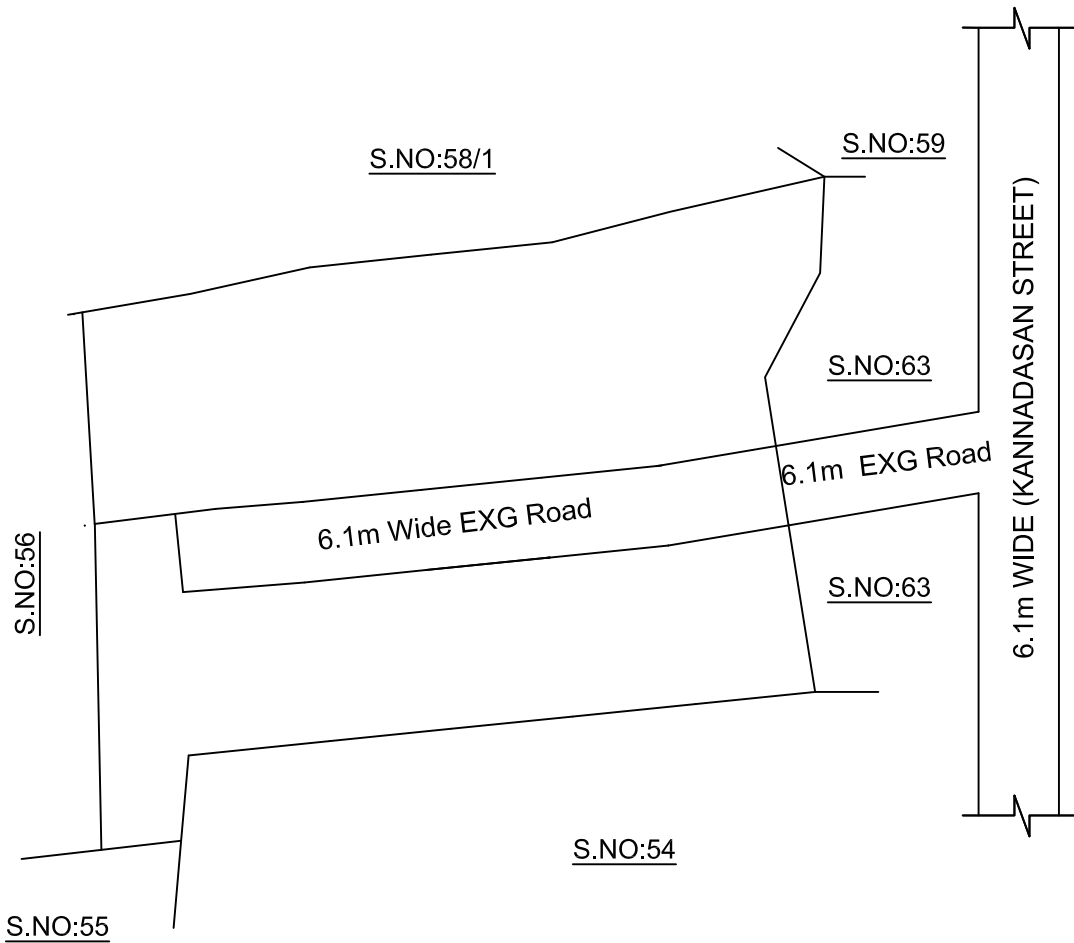 S.NO:58/1
S.NO:59
S.NO:63
6.1m WIDE (KANNADASAN STREET)
6.1m EXG Road
6.1m Wide EXG Road
S.NO:56
S.NO:63
S.NO:54
S.NO:55